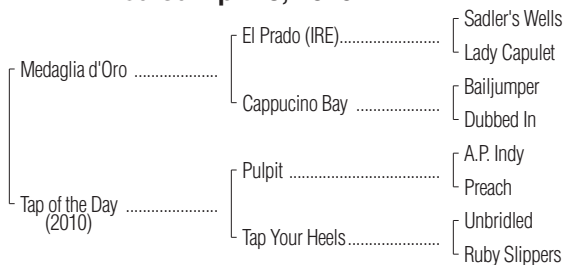 Sadler's Wells
El Prado (IRE)....................
Lady Capulet
Medaglia d'Oro .................
Bailjumper
Cappucino Bay .................
Dubbed In
A.P. Indy
Pulpit ...............................
Preach
Tap of the Day ..................
(2010)
Unbridled
Tap Your Heels...................
Ruby Slippers